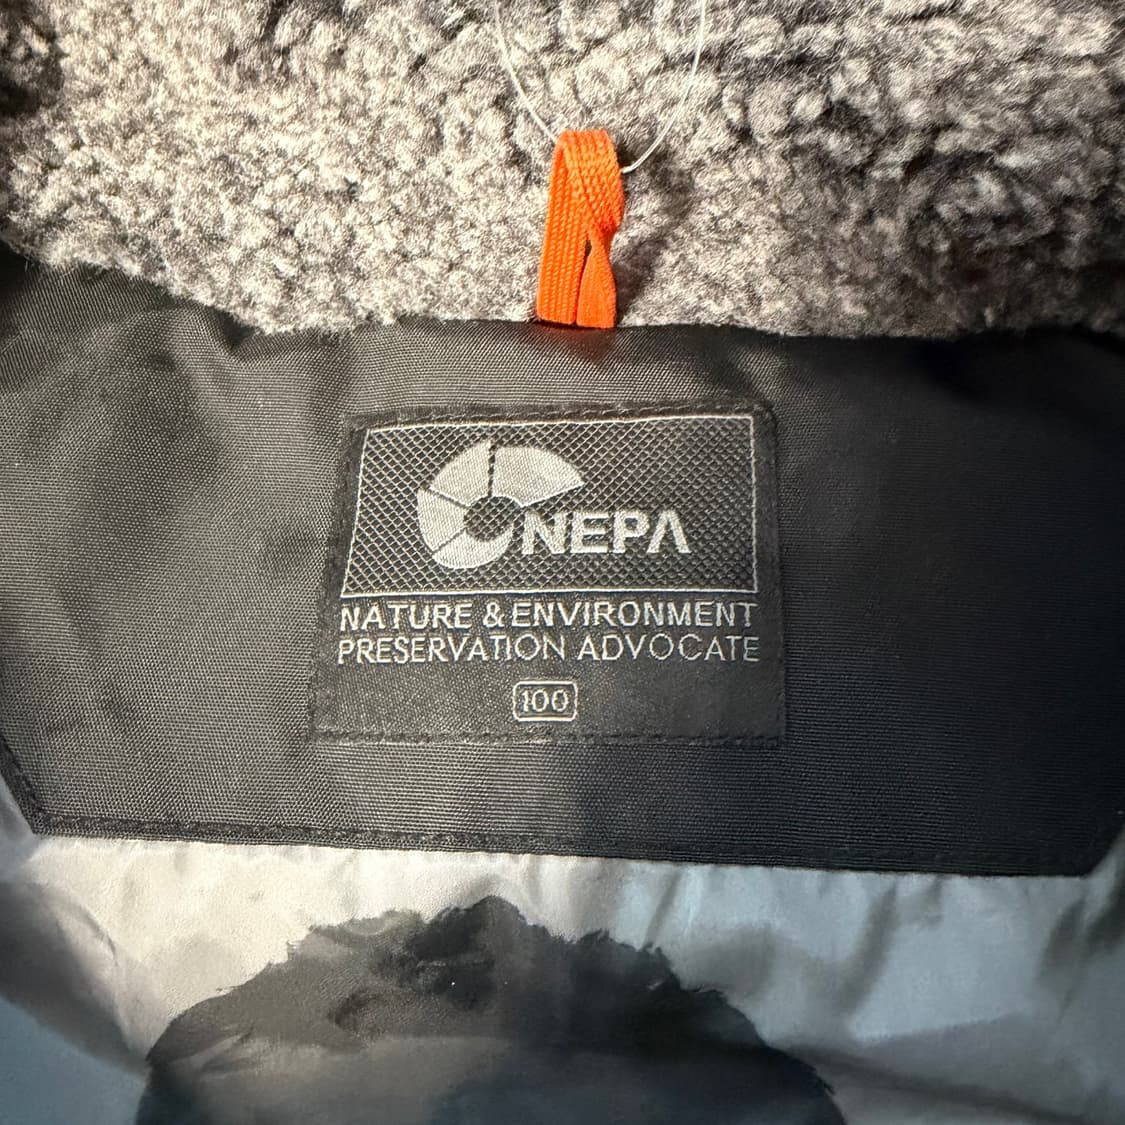 NEPA
NATURE & ENVIRONMENT
PRESERVATION ADVOCATE
100